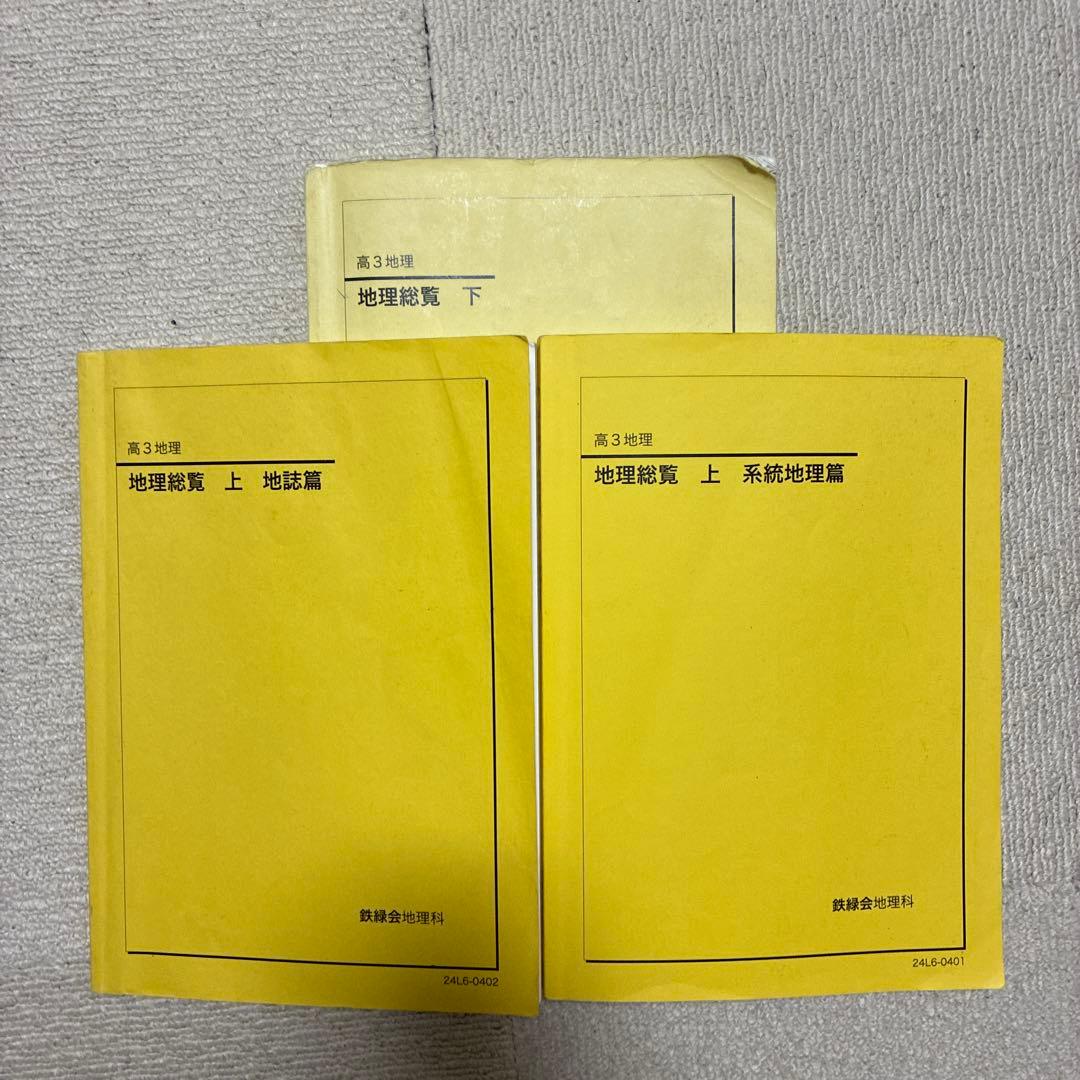 高3地理
地理総覧 下
高3地理
地理総覧 上 地誌篇
鉄緑会地理科
24L6-0402
高3地理
地理総覧 上 系統地理篇
鉄緑会地理科
24L6-0401